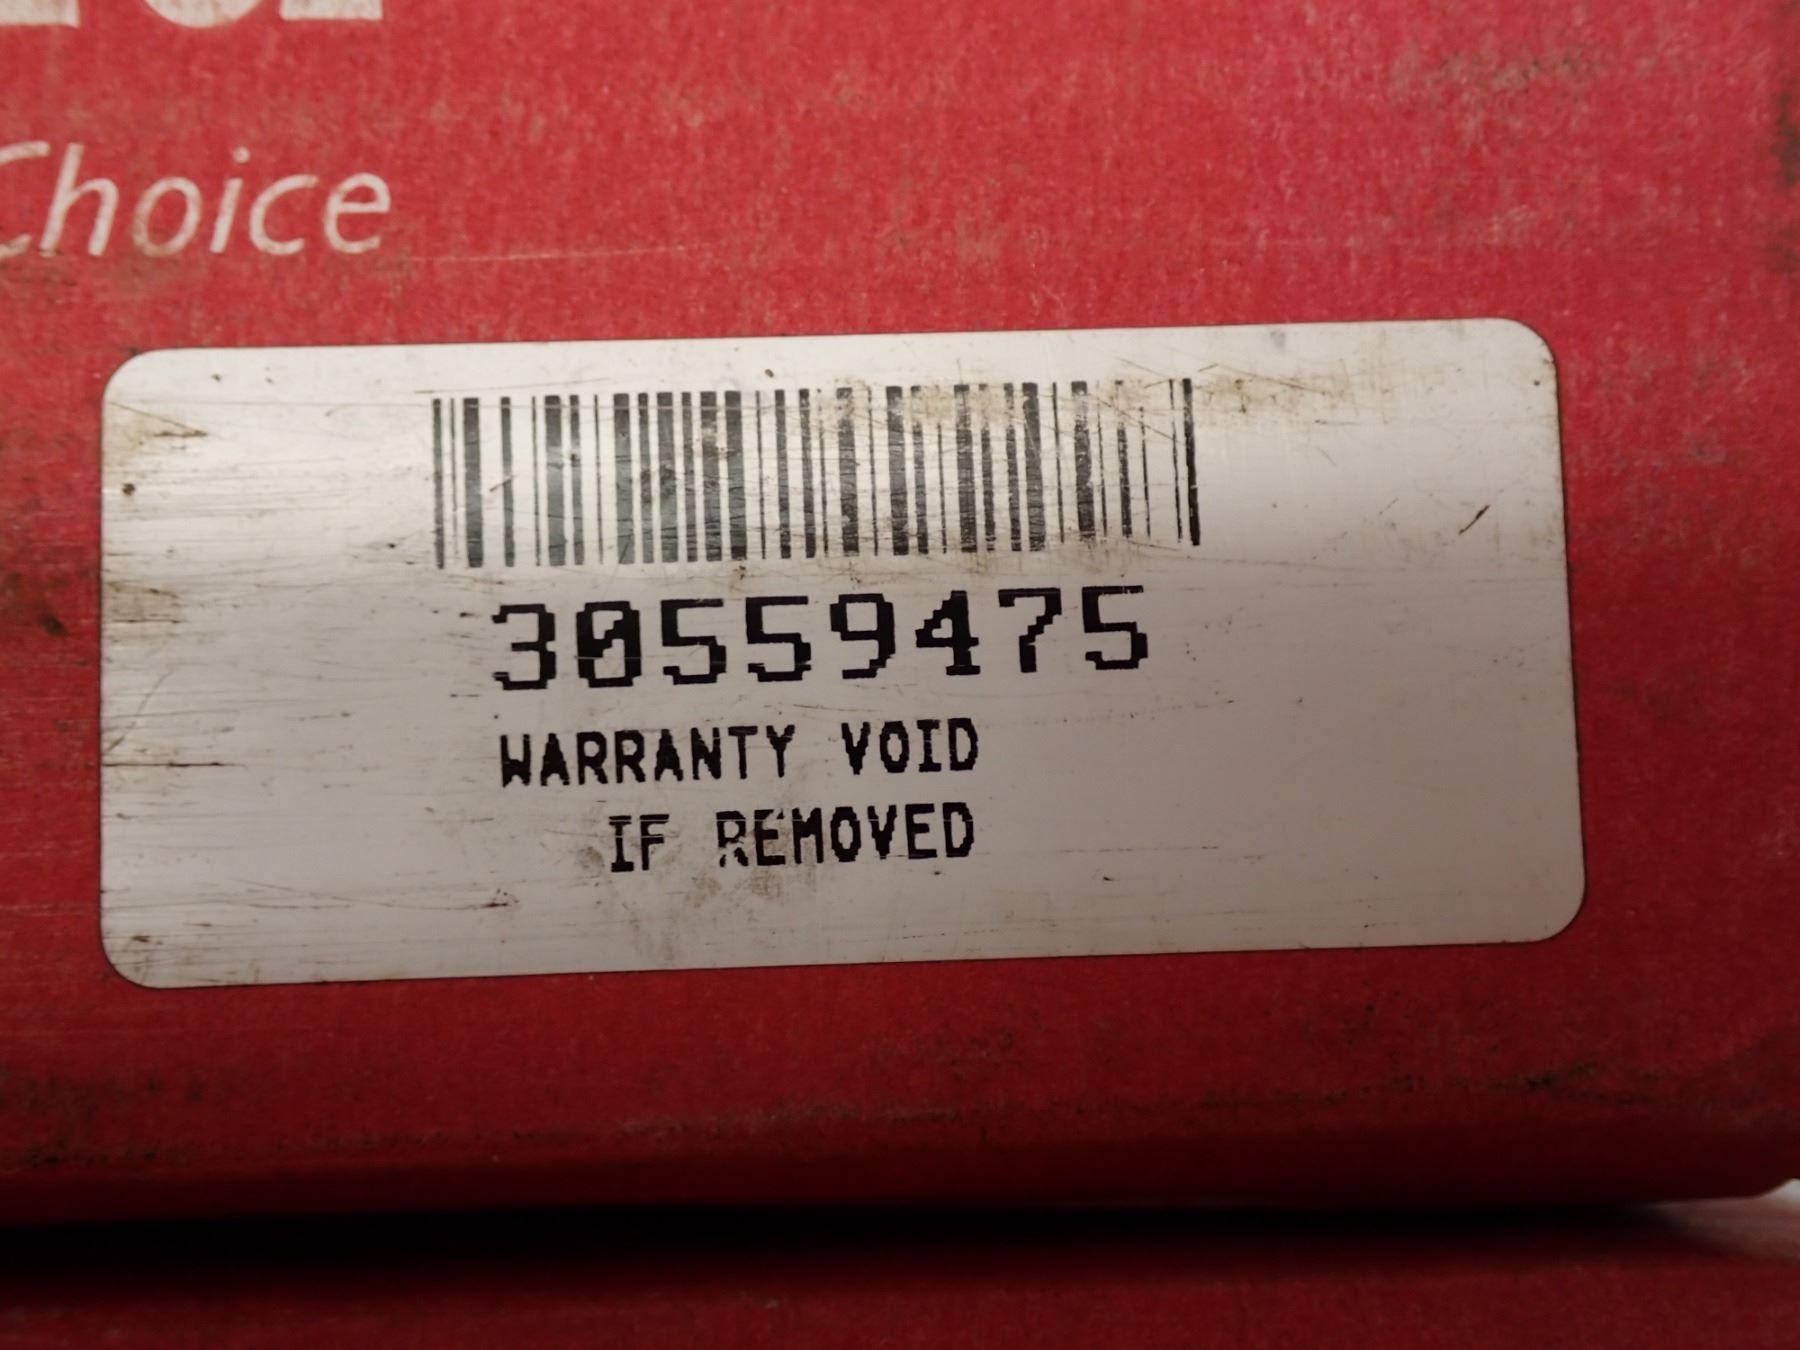 Choice
30559475
WARRANTY VOID
IF REMOVED